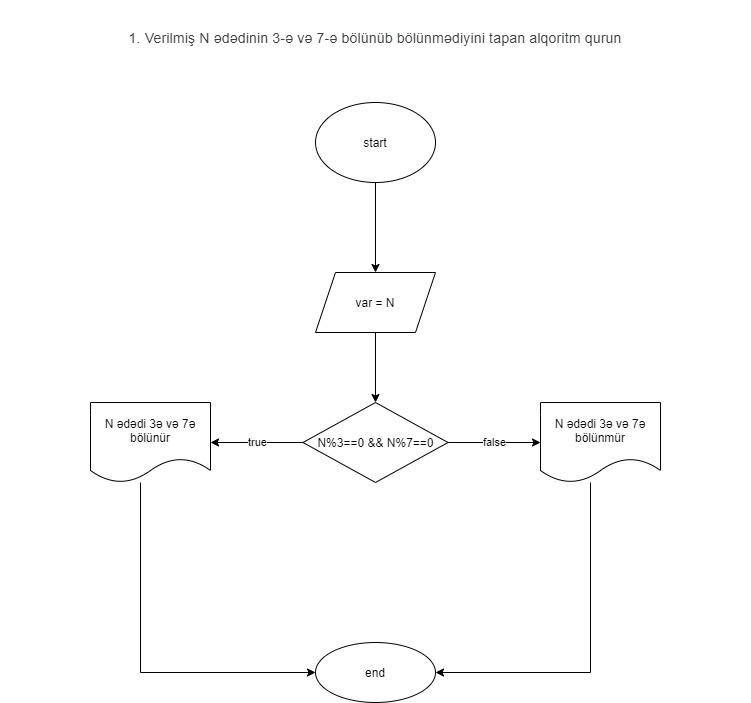 1. Verilmiş N ədədinin 3-ə və 7-ə bölünüb bölünmədiyini tapan alqoritm qurun
start
var = N
N ədədi 3ə və 7ə
bölünür
true
N%3==0 && N%7==0
false
N ədədi 3ə və 7ə
bölünmür
end